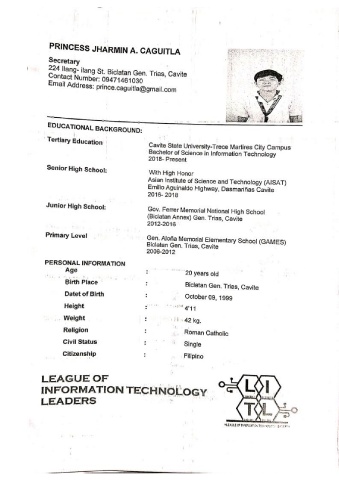 PRINCESS JHARMIN A. CAGUITLA
Secretary
224 Ilang- ilang St. Biclatan Gen. Trias, Cavite
Contact Number: 09471461030
Email Address: prince.caguitla@gmail.com
EDUCATIONAL BACKGROUND:
Tertiary Education
Cavite State University-Trece Martires City Campus
Bachelor of Science in Information Technology
2018- Present
Senior High School:
With High Honor
Asian Institute of Science and Technology (AISAT)
Emilio Aguinaldo Highway, Dasmariñas Cavite
2016- 2018
Junior High School:
Gov. Ferrer Memorial National High School
(Biclatan Annex) Gen. Trias, Cavite
2012-2016
Primary Level
Gen. Aloña Memorial Elementary School (GAMES)
Biclatan Gen. Trias, Cavite
2006-2012
PERSONAL INFORMATION
Age : 20 years old
Birth Place : Biclatan Gen. Trias, Cavite
Datet of Birth : October 09, 1999
Height : 4'11
Weight : 42 kg.
Religion : Roman Catholic
Civil Status : Single
Citizenship : Filipino
LEAGUE OF
INFORMATION TECHNOLOGY
LEADERS
L I
T L